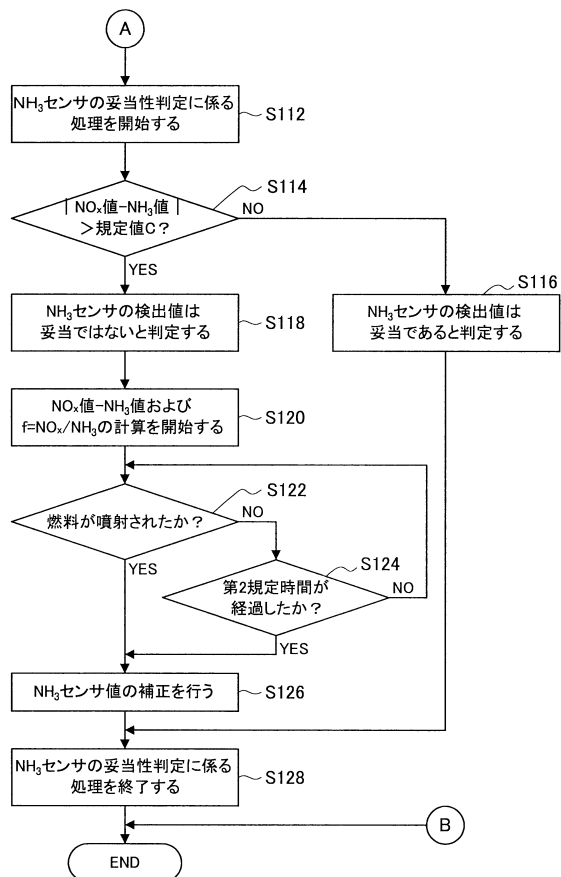 A
NH₃センサの妥当性判定に係る
処理を開始する
S112
| NOₓ値-NH₃値 |
＞規定値C？
S114
NO
YES
NH₃センサの検出値は
妥当ではないと判定する
S118
NH₃センサの検出値は
妥当であると判定する
S116
NOₓ値-NH₃値および
f=NOₓ/NH₃の計算を開始する
S120
燃料が噴射されたか？
S122
NO
YES
第2規定時間が
経過したか？
S124
NO
YES
NH₃センサ値の補正を行う
S126
NH₃センサの妥当性判定に係る
処理を終了する
S128
B
END